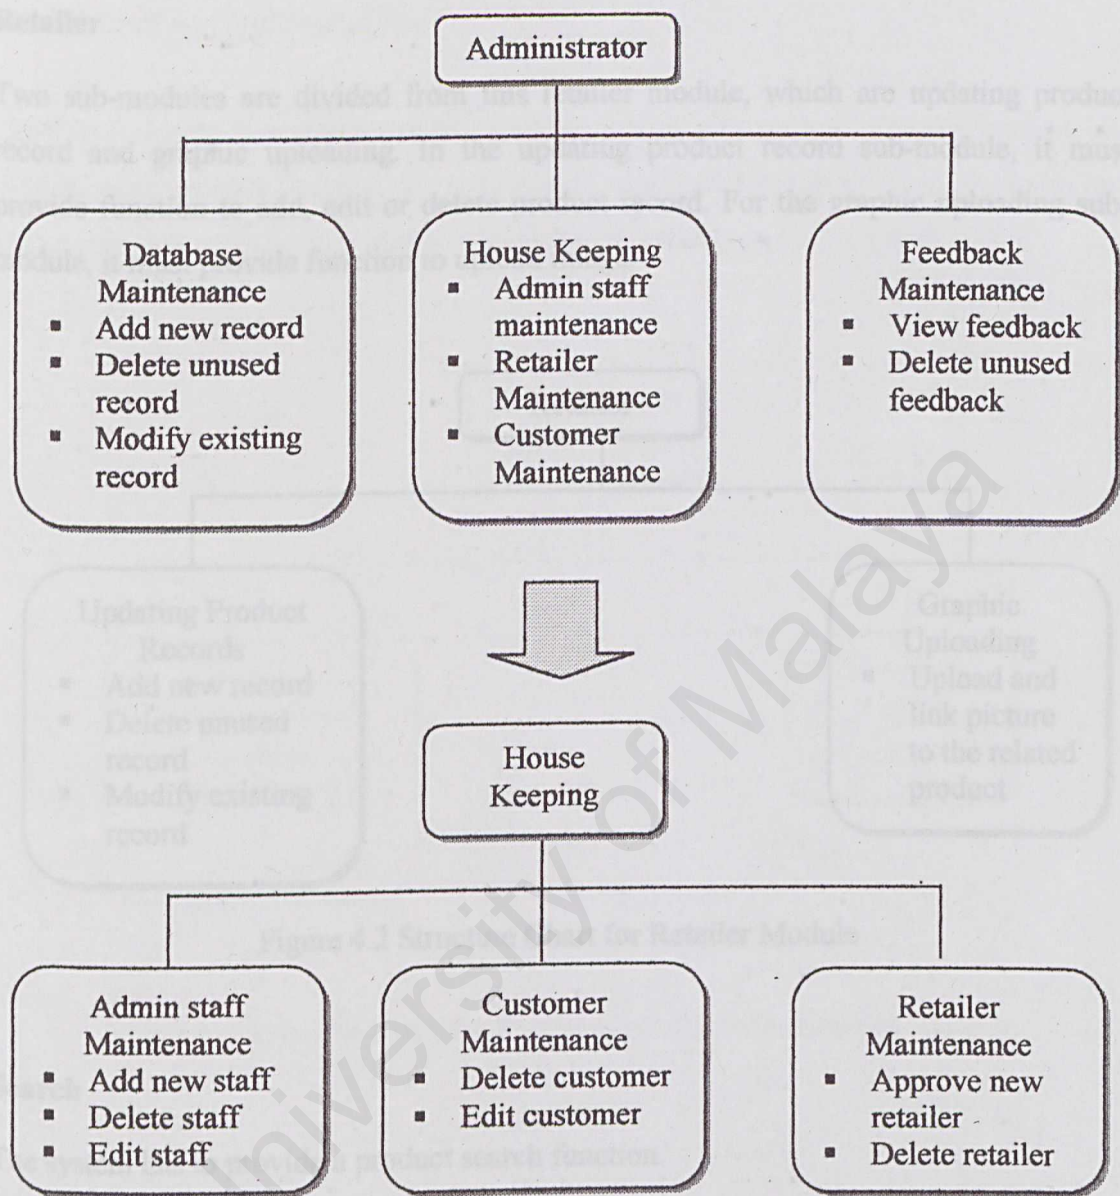 Retailer
Two sub-modules are divided from this retailer module, which are updating produc
record and graphic uploading. In the updating product record sub-module, it mus
provide function to add, edit or delete product record. For the graphic uploading sub
module, it must provide function to
Administrator
Database
Maintenance
▪ Add new record
▪ Delete unused
record
▪ Modify existing
record
House Keeping
▪ Admin staff
maintenance
▪ Retailer
Maintenance
▪ Customer
Maintenance
Feedback
Maintenance
▪ View feedback
▪ Delete unused
feedback
Updating Product
Records
▪ Add new record
▪ Delete unused
record
▪ Modify existing
record
Graphic
Uploading
▪ Upload and
link picture
to the related
product
House
Keeping
Figure 4.2 Structure Chart for Retailer Module
Admin staff
Maintenance
▪ Add new staff
▪ Delete staff
▪ Edit staff
Customer
Maintenance
▪ Delete customer
▪ Edit customer
Retailer
Maintenance
▪ Approve new
retailer
▪ Delete retailer
Search
The system product search function.
University of Malaya